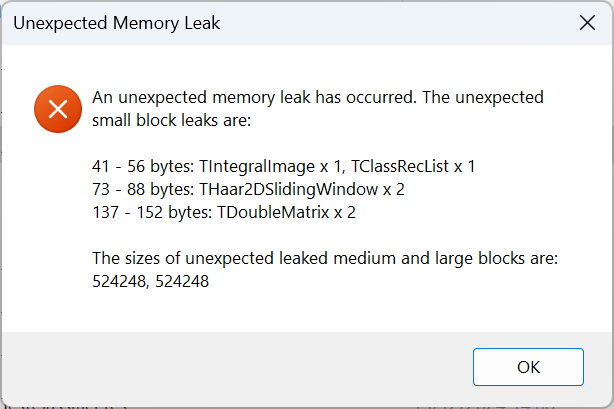 Unexpected Memory Leak
An unexpected memory leak has occurred. The unexpected
small block leaks are:
41 - 56 bytes: TIntegralImage x 1, TClassRecList x 1
73 - 88 bytes: THaar2DSlidingWindow x 2
137 - 152 bytes: TDoubleMatrix x 2
The sizes of unexpected leaked medium and large blocks are:
524248, 524248
OK